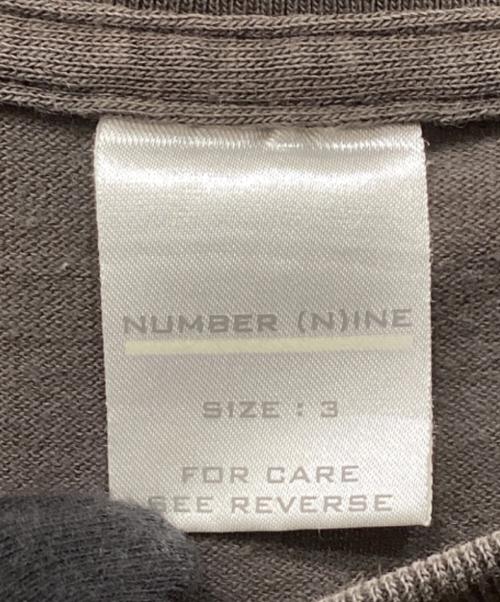 NUMBER (N)INE
SIZE : 3
FOR CARE
SEE REVERSE